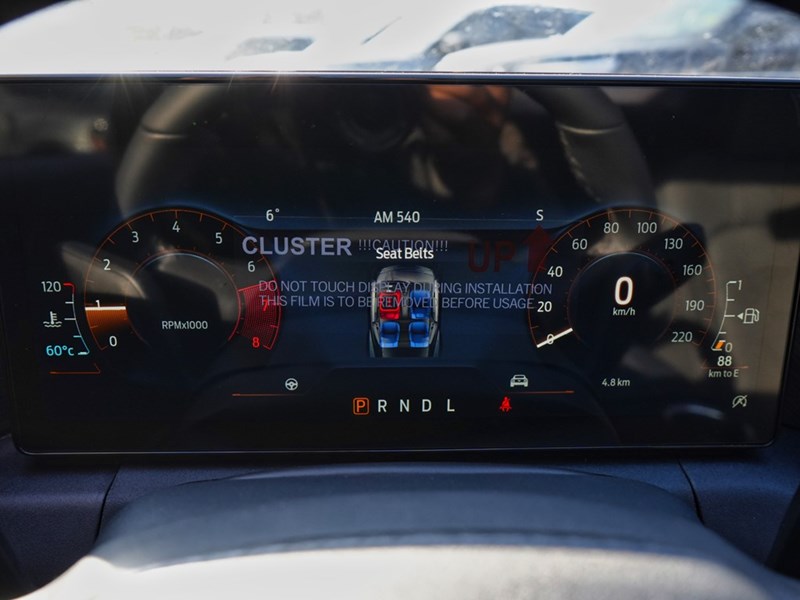 6° AM 540 S
CLUSTER !!!CAUTION!!! UP
Seat Belts
DO NOT TOUCH DISPLAY DURING INSTALLATION
THIS FILM IS TO BE REMOVED BEFORE USAGE
0 1 2 3 4 5 6 7 8
RPMx1000
120
60°c
0 20 40 60 80 100 130 160 190 220
0
km/h
1
0
88
km to E
4.8 km
P R N D L